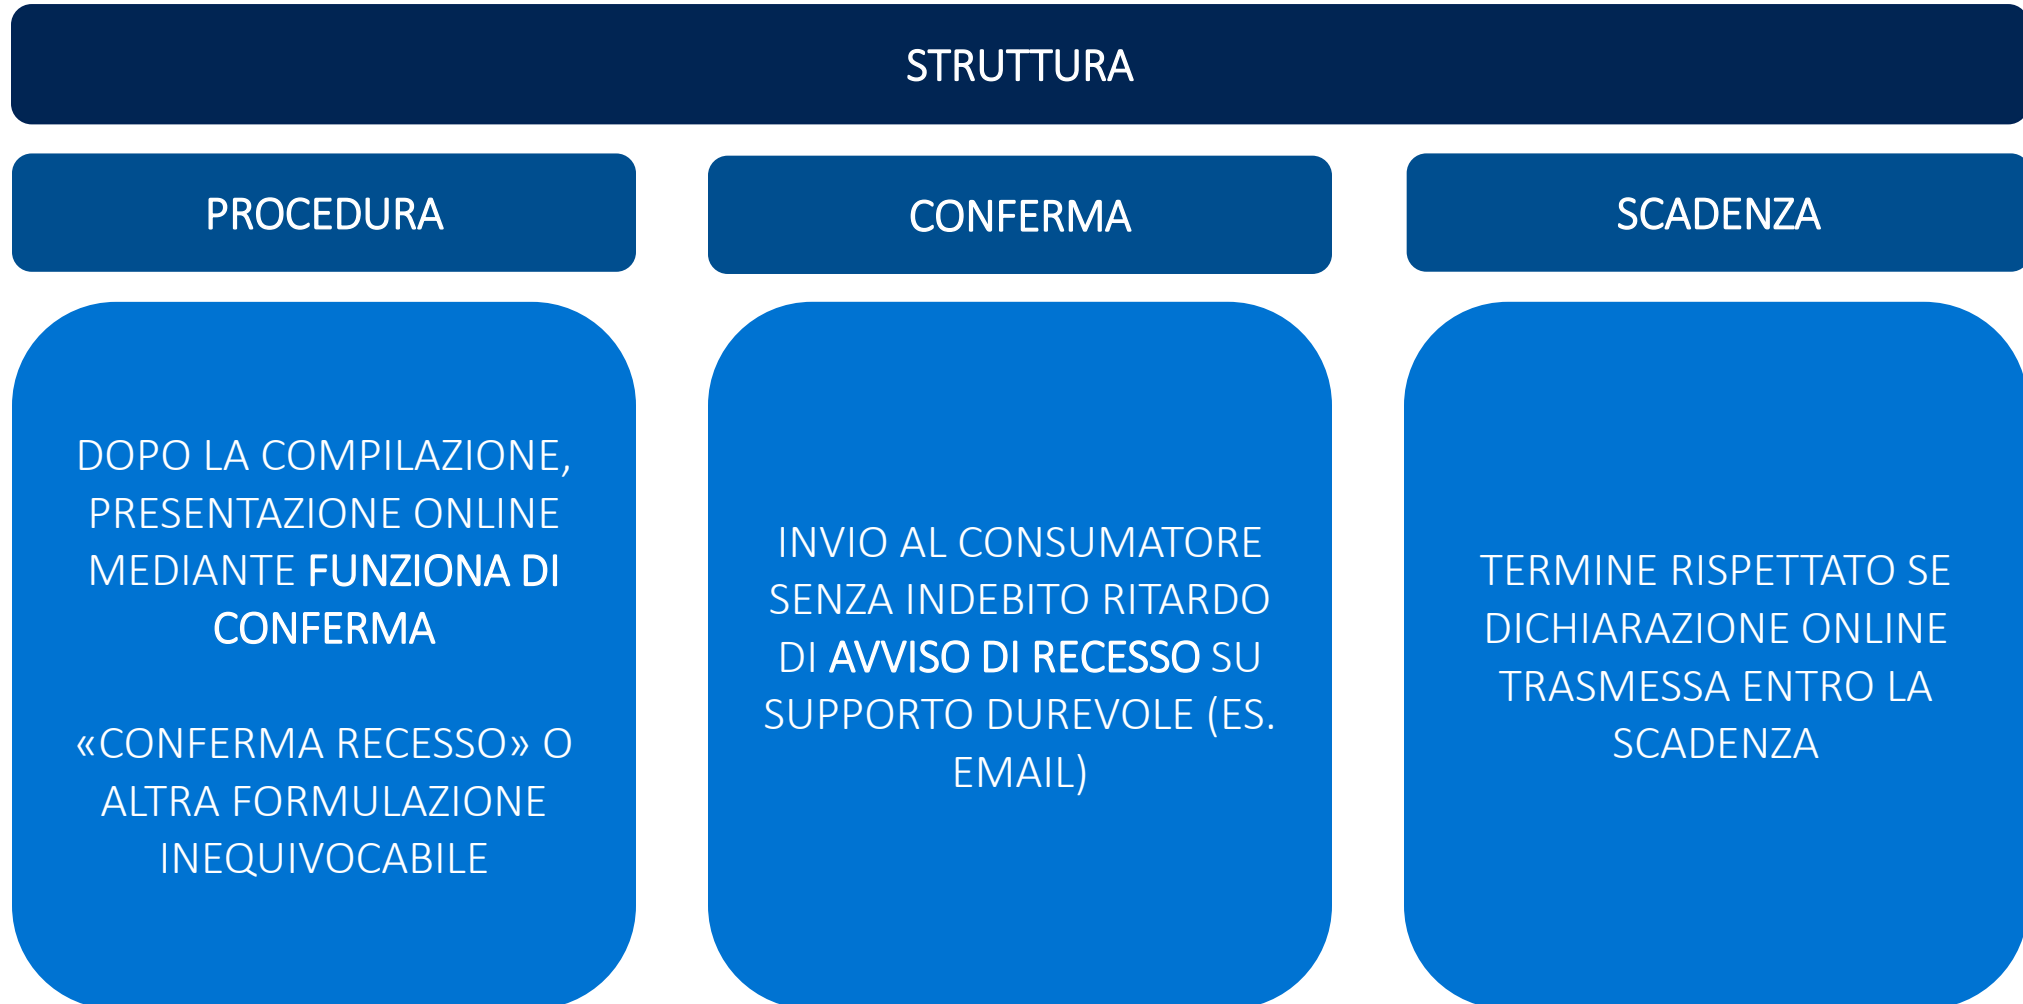 STRUTTURA
PROCEDURA
CONFERMA
SCADENZA
DOPO LA COMPILAZIONE,
PRESENTAZIONE ONLINE
MEDIANTE FUNZIONA DI
CONFERMA
«CONFERMA RECESSO» O
ALTRA FORMULAZIONE
INEQUIVOCABILE
INVIO AL CONSUMATORE
SENZA INDEBITO RITARDO
DI AVVISO DI RECESSO SU
SUPPORTO DUREVOLE (ES.
EMAIL)
TERMINE RISPETTATO SE
DICHIARAZIONE ONLINE
TRASMESSA ENTRO LA
SCADENZA